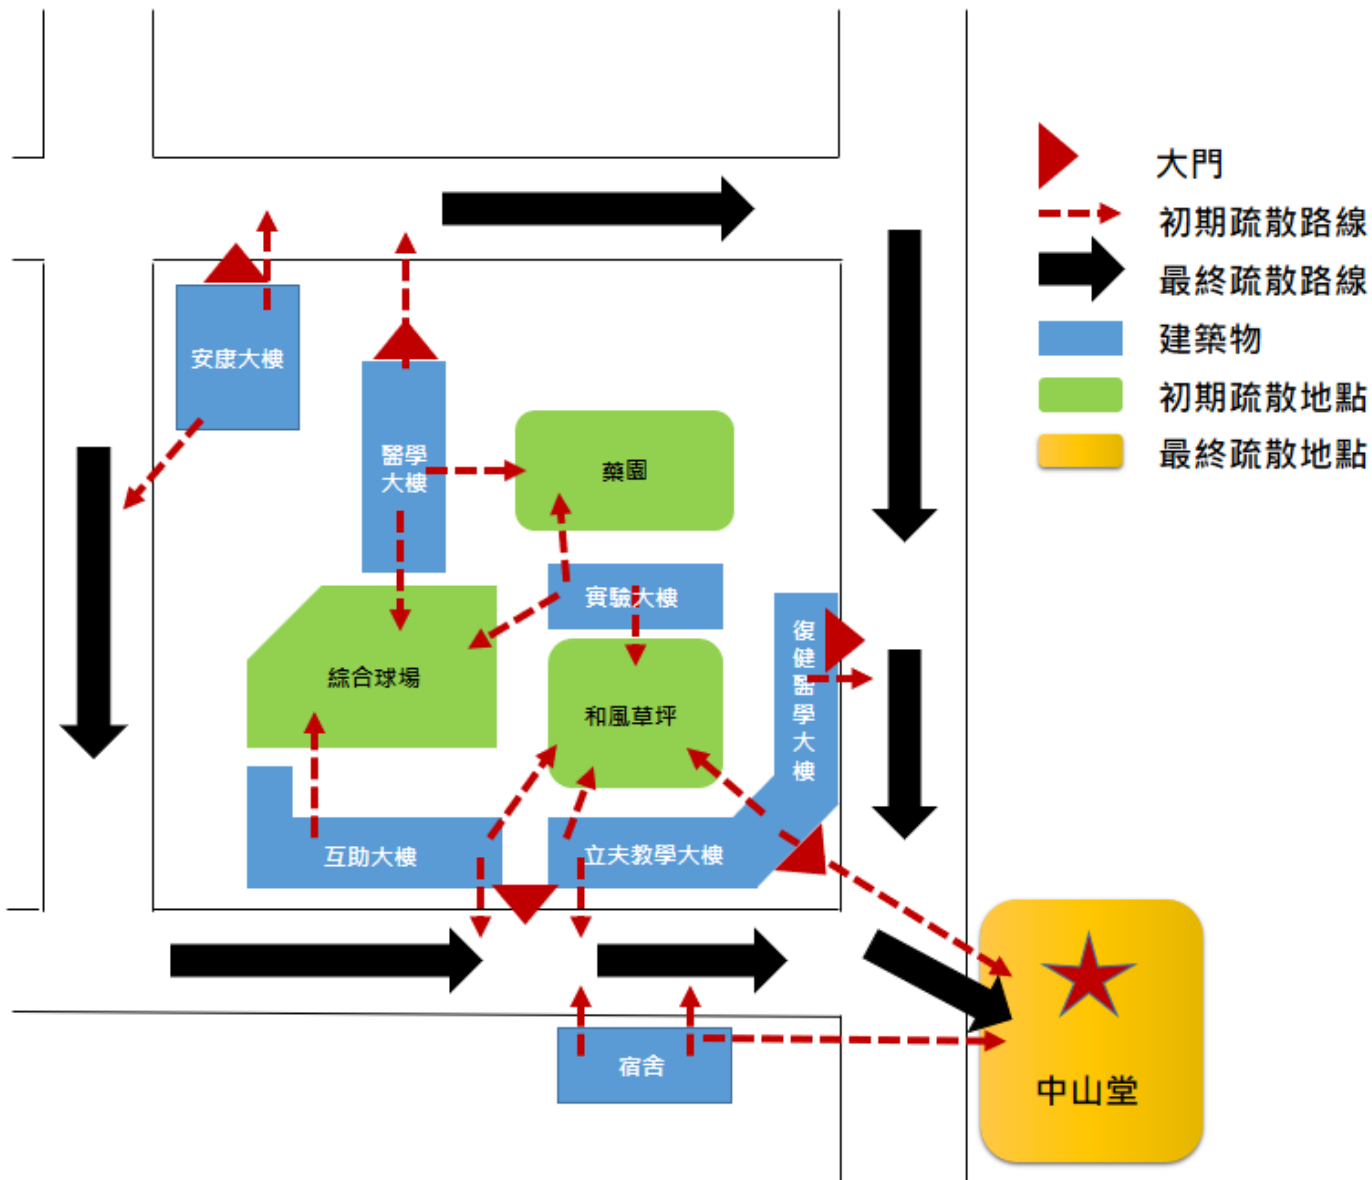 大門
初期疏散路線
最終疏散路線
建築物
初期疏散地點
最終疏散地點
安康大樓
醫學
大樓
藥園
實驗大樓
復健醫學大樓
綜合球場
和風草坪
互助大樓
立夫教學大樓
宿舍
中山堂